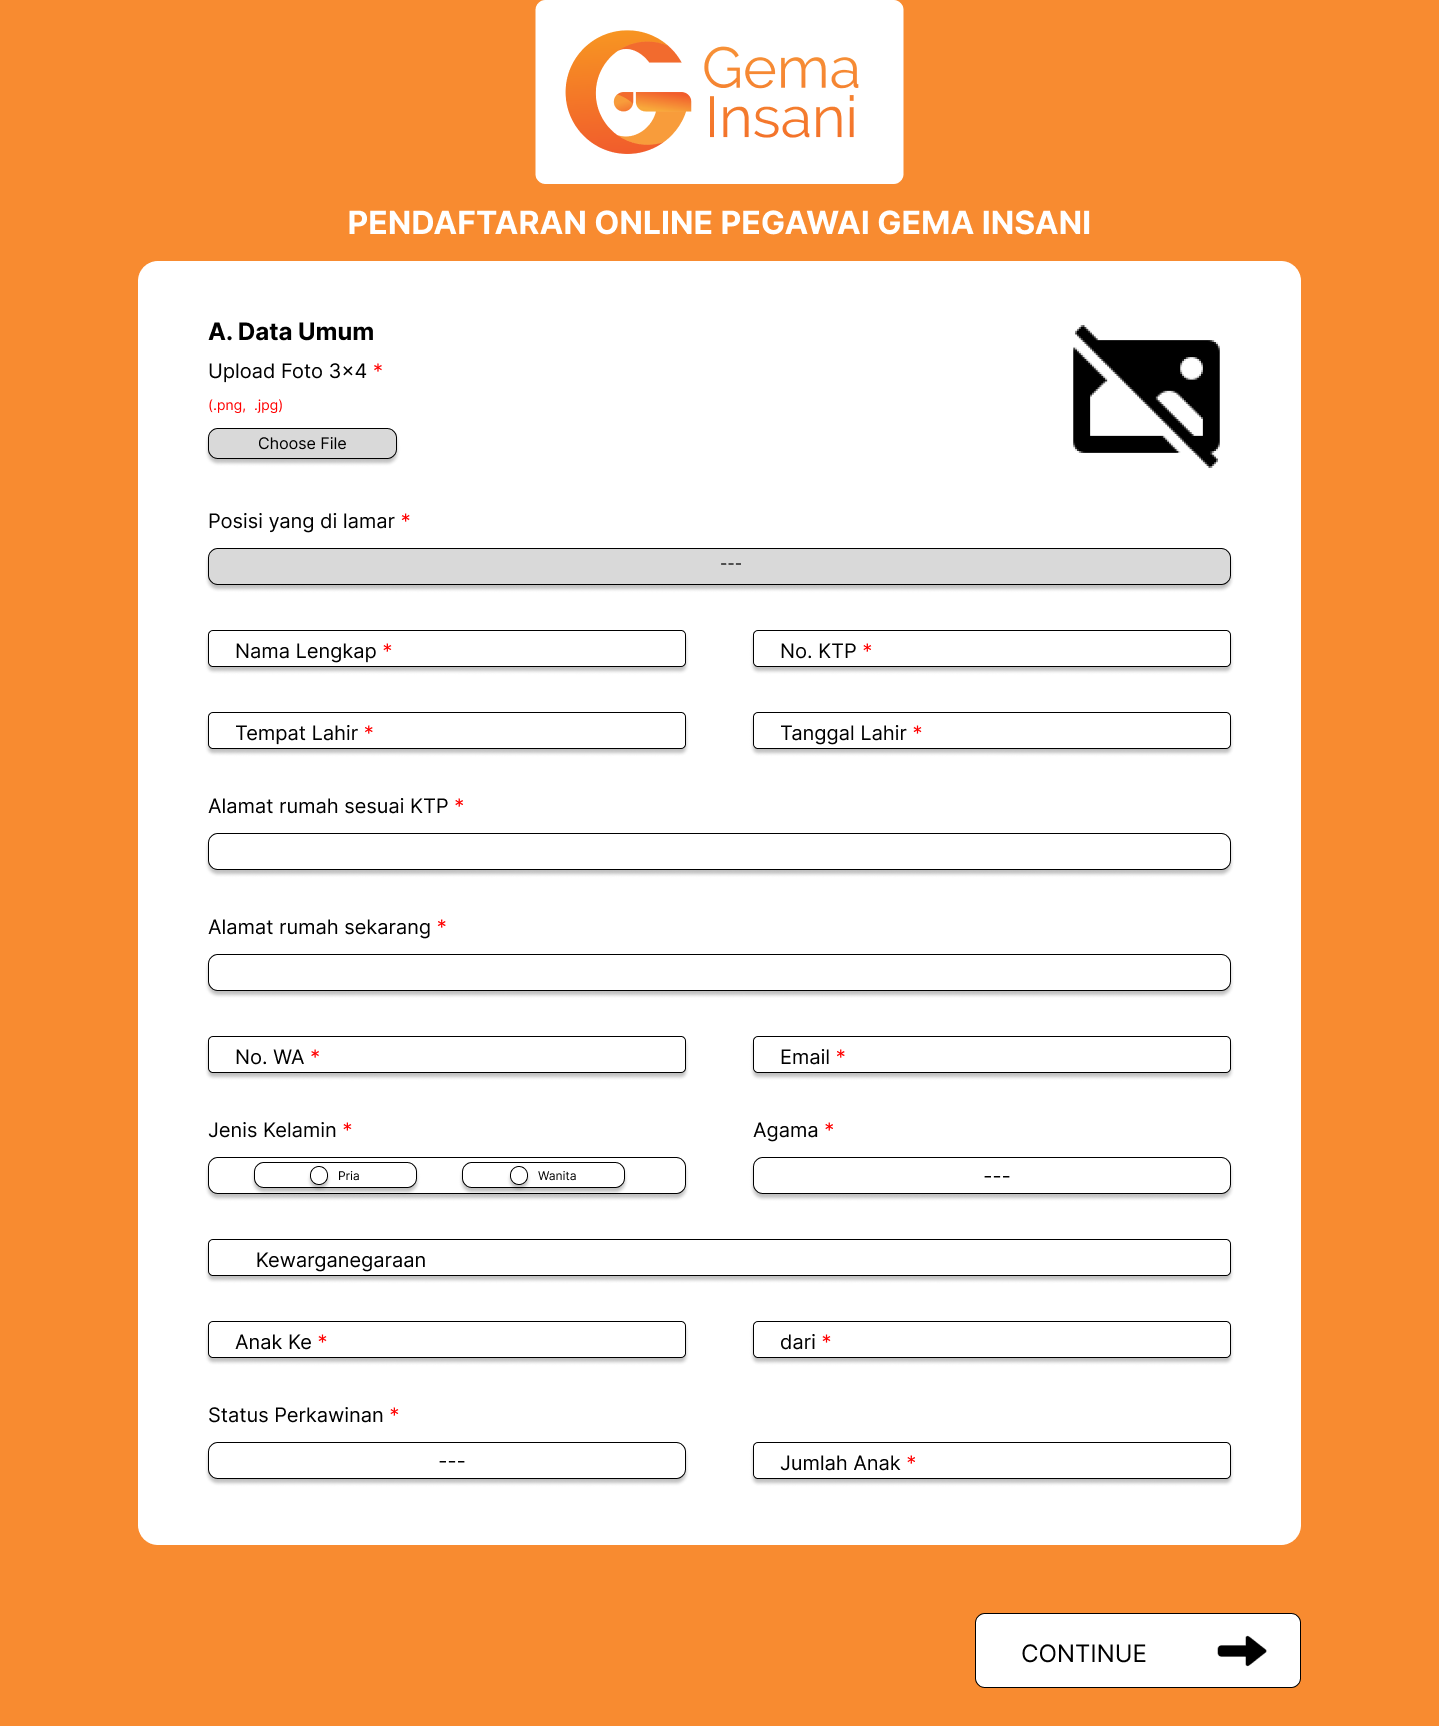 Gema
Insani
PENDAFTARAN ONLINE PEGAWAI GEMA INSANI
A. Data Umum
Upload Foto 3x4 *
(.png, .jpg)
Choose File
Posisi yang di lamar *
---
Nama Lengkap *
No. KTP *
Tempat Lahir *
Tanggal Lahir *
Alamat rumah sesuai KTP *
Alamat rumah sekarang *
No. WA *
Email *
Jenis Kelamin *
Agama *
Pria
Wanita
---
Kewarganegaraan
Anak Ke *
dari *
Status Perkawinan *
---
Jumlah Anak *
CONTINUE